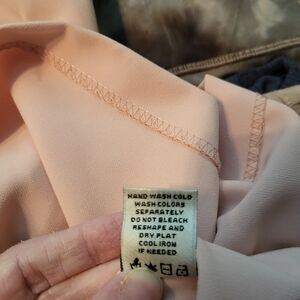 HAND WASH COLD
WASH COLORS
SEPARATELY
DO NOT BLEACH
RESHAPE AND
DRY FLAT
COOL IRON
IF NEEDED